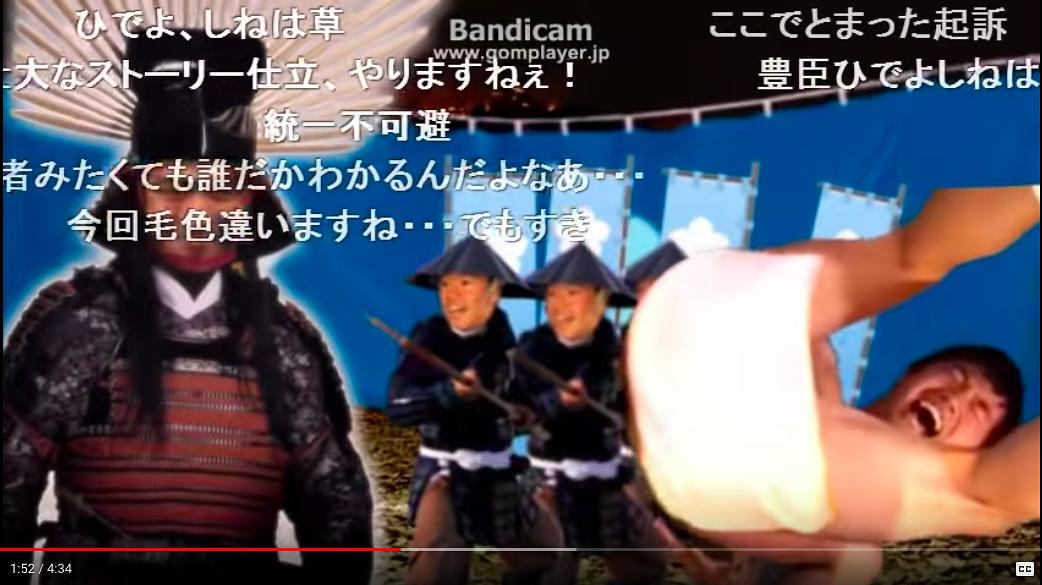 ひでよ、しねは草
Bandicam
www.gomplayer.jp
ここでとまった起訴
大なストーリー仕立、やりますねぇ！
豊臣ひでよしねは
統一不可避
者みたくても誰だかわかるんだよなあ・・・
今回毛色違いますね・・・でもすき
1:52 / 4:34
CC